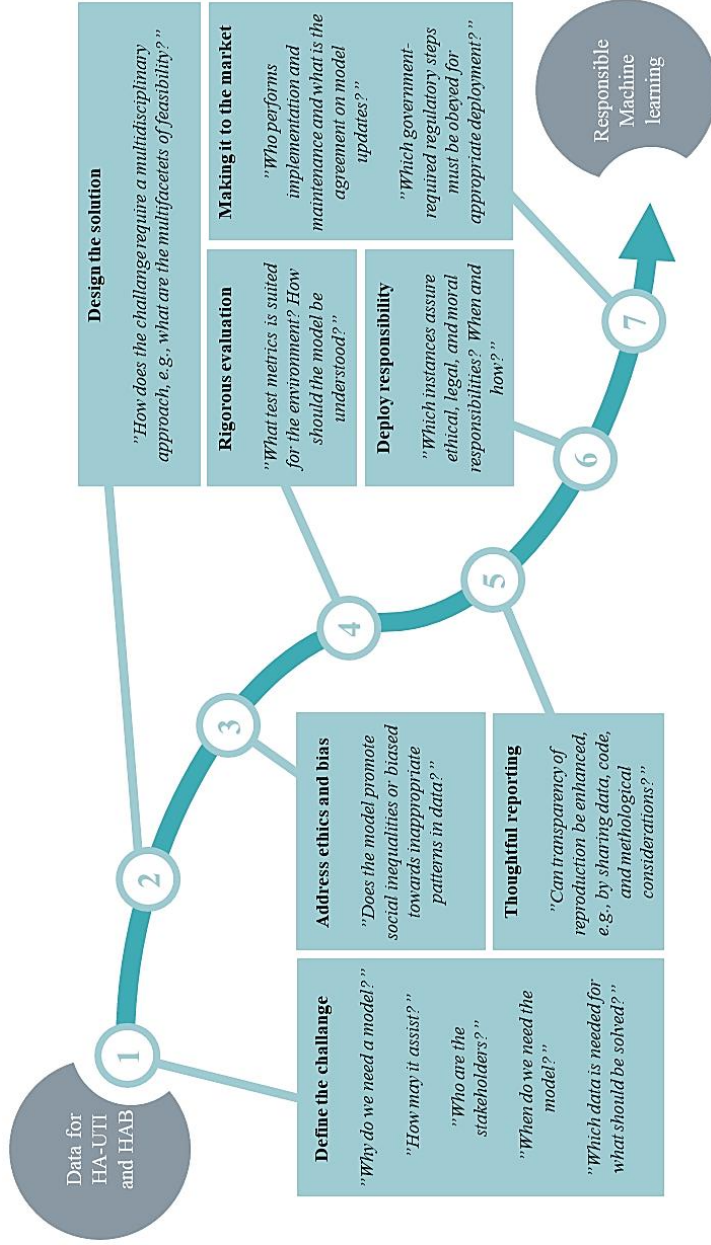 Data for
HA-UTI
and HAB
1
Define the challange
"Why do we need a model?"
"How may it assist?"
"Who are the
stakeholders?"
"When do we need the
model?"
"Which data is needed for
what should be solved?"
2
Design the solution
"How does the challange require a multidisciplinary
approach, e.g., what are the multifacets of feasibility?"
3
Address ethics and bias
"Does the model promote
social inequalities or biased
towards inappropriate
patterns in data?"
4
Rigorous evaluation
"What test metrics is suited
for the environment? How
should the model be
understood?"
5
Thoughtful reporting
"Can transparency of
reproduction be enhanced,
e.g., by sharing data, code,
and methological
considerations?"
6
Deploy responsibility
"Which instances assure
ethical, legal, and moral
responsibilities? When and
how?"
7
Making it to the market
"Who performs
implementation and
maintenance and what is the
agreement on model
updates?"
"Which government-
required regulatory steps
must be obeyed for
appropriate deployment?"
Responsible
Machine
learning